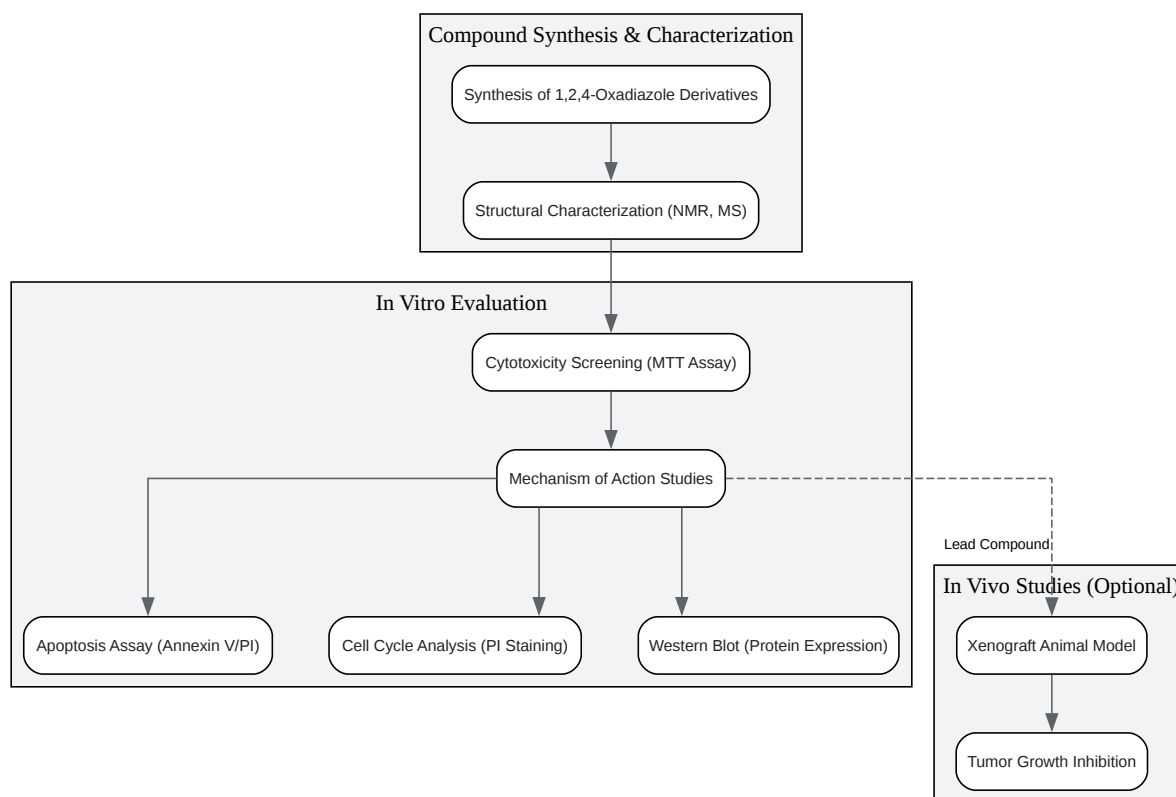 Compound Synthesis & Characterization
Synthesis of 1,2,4-Oxadiazole Derivatives
Structural Characterization (NMR, MS)
In Vitro Evaluation
Cytotoxicity Screening (MTT Assay)
Mechanism of Action Studies
Lead Compound
In Vivo Studies (Optional)
Apoptosis Assay (Annexin V/PI)
Cell Cycle Analysis (PI Staining)
Western Blot (Protein Expression)
Xenograft Animal Model
Tumor Growth Inhibition